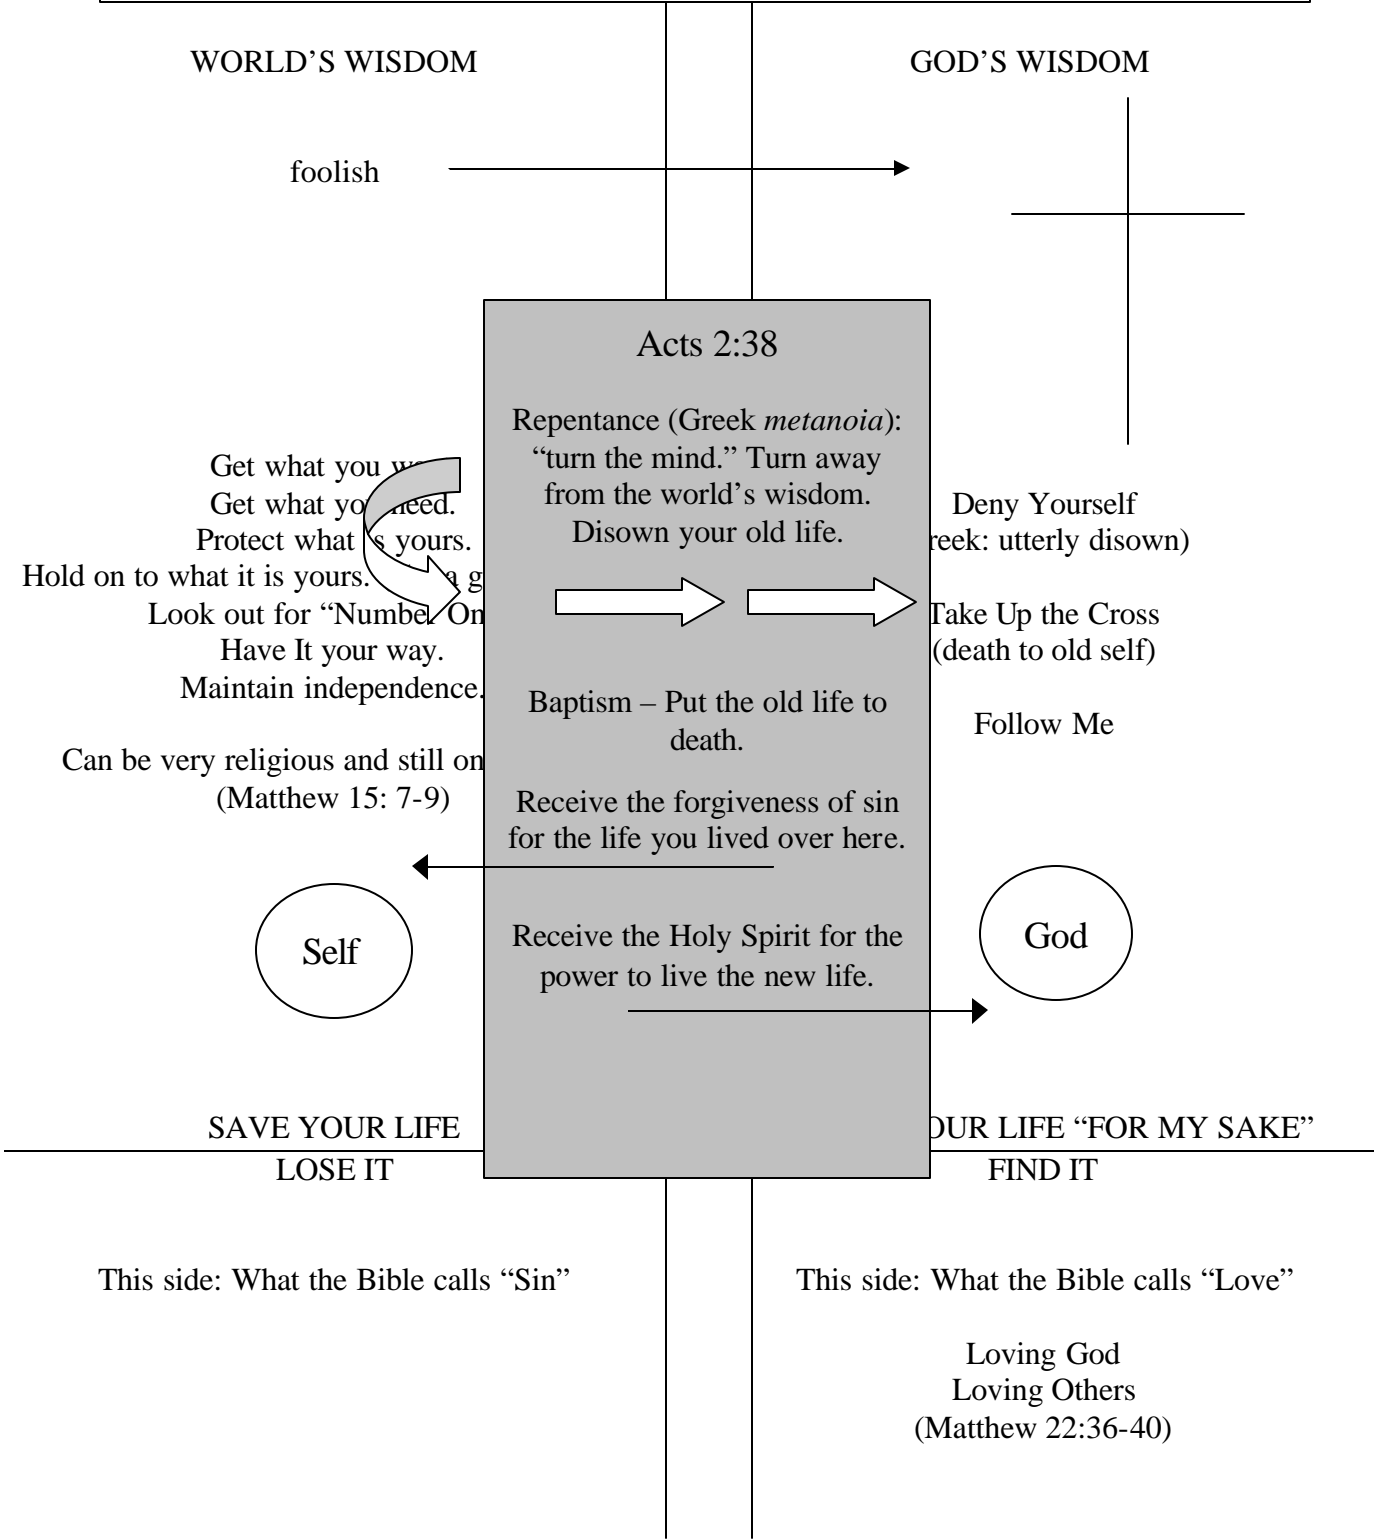 WORLD’S WISDOM
GOD’S WISDOM
foolish
Get what you
Get what you need.
Protect what is yours.
Hold on to what it is yours. a
Look out for “Number
Have It your way.
Maintain independence.
Can be very religious and still on
(Matthew 15: 7-9)
Self
SAVE YOUR LIFE
LOSE IT
This side: What the Bible calls “Sin”
Acts 2:38
Repentance (Greek metanoia):
“turn the mind.” Turn away
from the world’s wisdom.
Disown your old life.
Baptism – Put the old life to
death.
Receive the forgiveness of sin
for the life you lived over here.
Receive the Holy Spirit for the
power to live the new life.
Deny Yourself
utterly disown)
Take Up the Cross
(death to old self)
Follow Me
God
LIFE “FOR MY SAKE”
FIND IT
This side: What the Bible calls “Love”
Loving God
Loving Others
(Matthew 22:36-40)